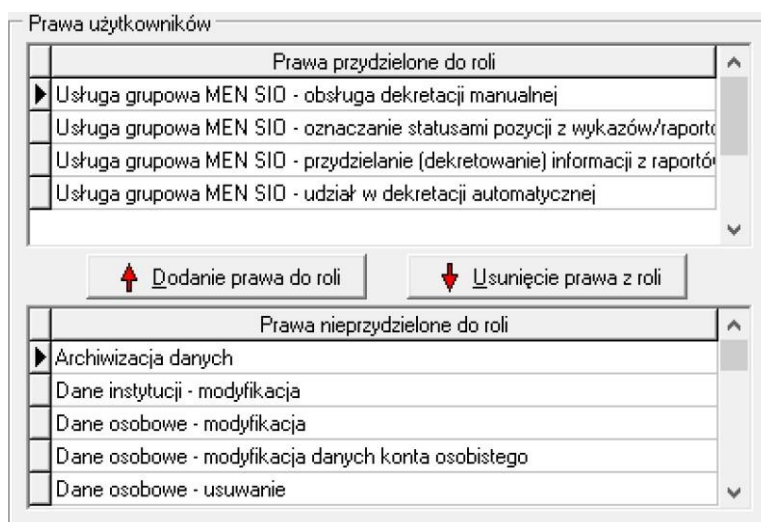 Prawa użytkowników
Prawa przydzielone do roli
Usługa grupowa MEN SIO - obsługa dekretacji manualnej
Usługa grupowa MEN SIO - oznaczanie statusami pozycji z wykazów/raportó
Usługa grupowa MEN SIO - przydzielanie (dekretowanie) informacji z raportów
Usługa grupowa MEN SIO - udział w dekretacji automatycznej
Dodanie prawa do roli
Usunięcie prawa z roli
Prawa nieprzydzielone do roli
Archiwizacja danych
Dane instytucji - modyfikacja
Dane osobowe - modyfikacja
Dane osobowe - modyfikacja danych konta osobistego
Dane osobowe - usuwanie